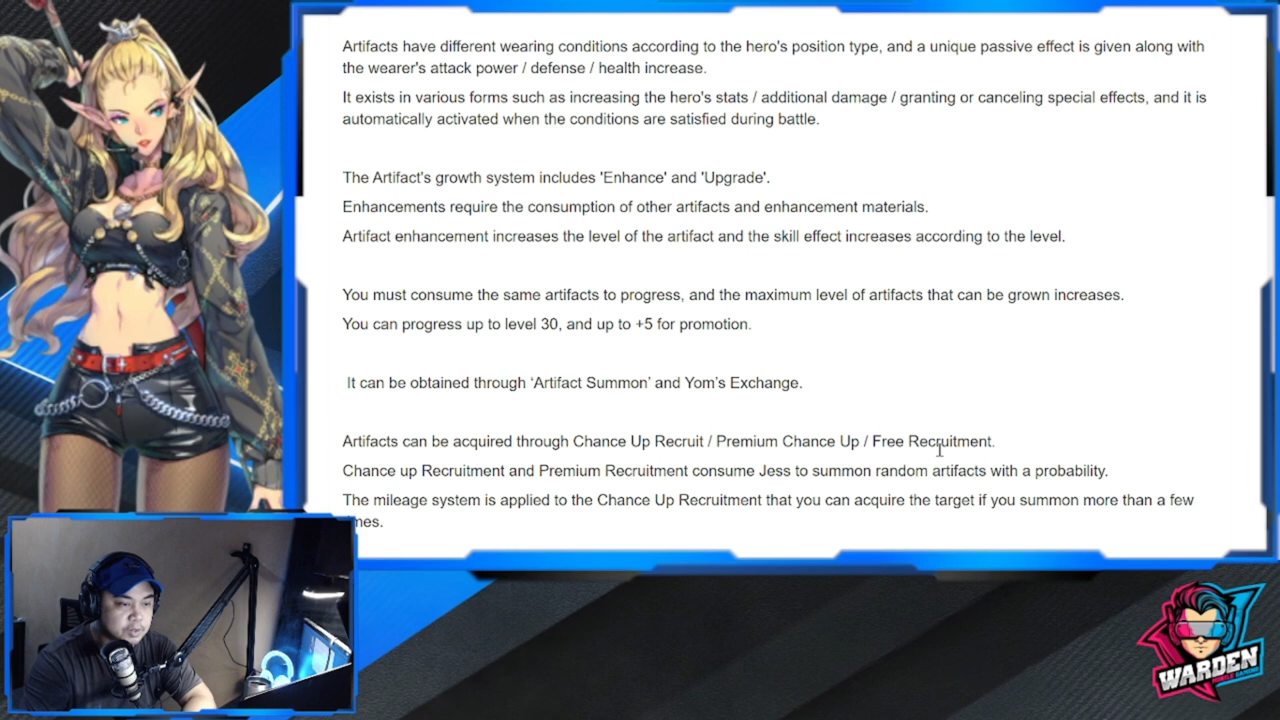 Artifacts have different wearing conditions according to the hero's position type, and a unique passive effect is given along with
the wearer's attack power / defense / health increase.
It exists in various forms such as increasing the hero's stats / additional damage / granting or canceling special effects, and it is
automatically activated when the conditions are satisfied during battle.
The Artifact's growth system includes 'Enhance' and 'Upgrade'.
Enhancements require the consumption of other artifacts and enhancement materials.
Artifact enhancement increases the level of the artifact and the skill effect increases according to the level.
You must consume the same artifacts to progress, and the maximum level of artifacts that can be grown increases.
You can progress up to level 30, and up to +5 for promotion.
It can be obtained through ‘Artifact Summon’ and Yom’s Exchange.
Artifacts can be acquired through Chance Up Recruit / Premium Chance Up / Free Recruitment.
Chance up Recruitment and Premium Recruitment consume Jess to summon random artifacts with a probability.
The mileage system is applied to the Chance Up Recruitment that you can acquire the target if you summon more than a few
mes.
WARDEN
MOBILE GAMING